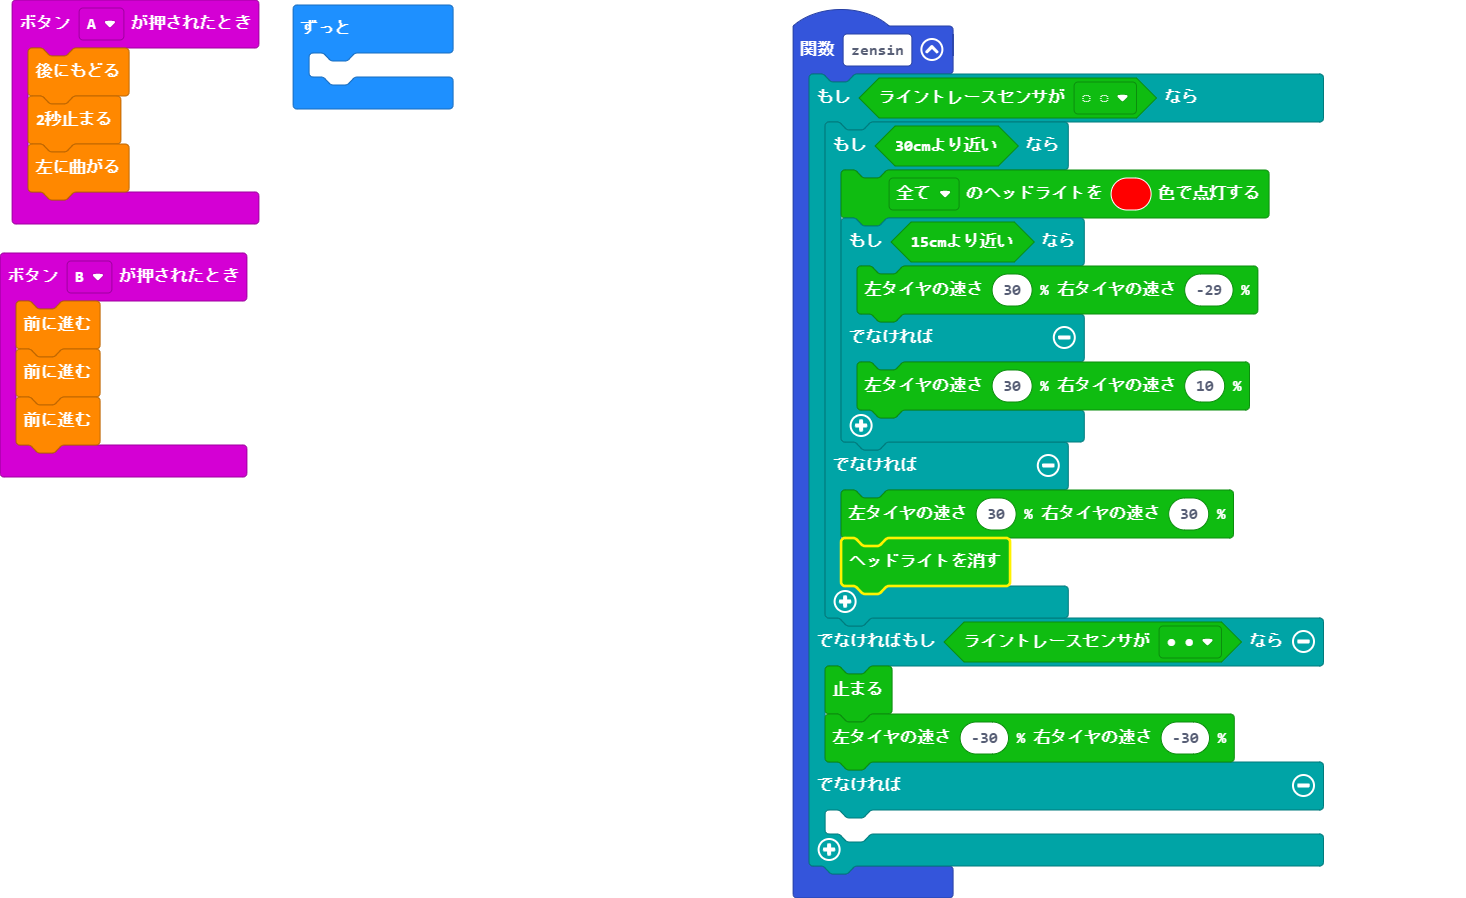 ボタン A が押されたとき
後にもどる
2秒止まる
左に曲がる
ボタン B が押されたとき
前に進む
前に進む
前に進む
ずっと
関数 zensin
もし ライントレースセンサが ◌ ◌ なら
もし 30cmより近い なら
全て のヘッドライトを 色で点灯する
もし 15cmより近い なら
左タイヤの速さ 30 % 右タイヤの速さ -29 %
でなければ
左タイヤの速さ 30 % 右タイヤの速さ 10 %
でなければ
左タイヤの速さ 30 % 右タイヤの速さ 30 %
ヘッドライトを消す
でなければもし ライントレースセンサが ● ● なら
止まる
左タイヤの速さ -30 % 右タイヤの速さ -30 %
でなければ